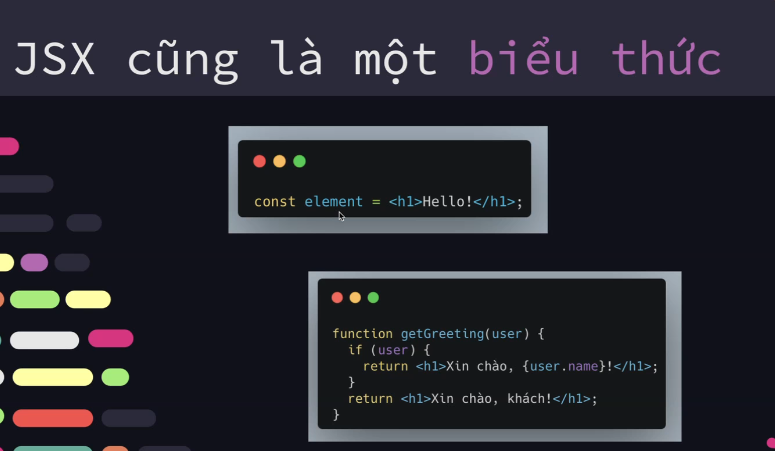 JSX cũng là một biểu thức
const element = <h1>Hello!</h1>;
function getGreeting(user) {
  if (user) {
    return <h1>Xin chào, {user.name}!</h1>;
  }
  return <h1>Xin chào, khách!</h1>;
}